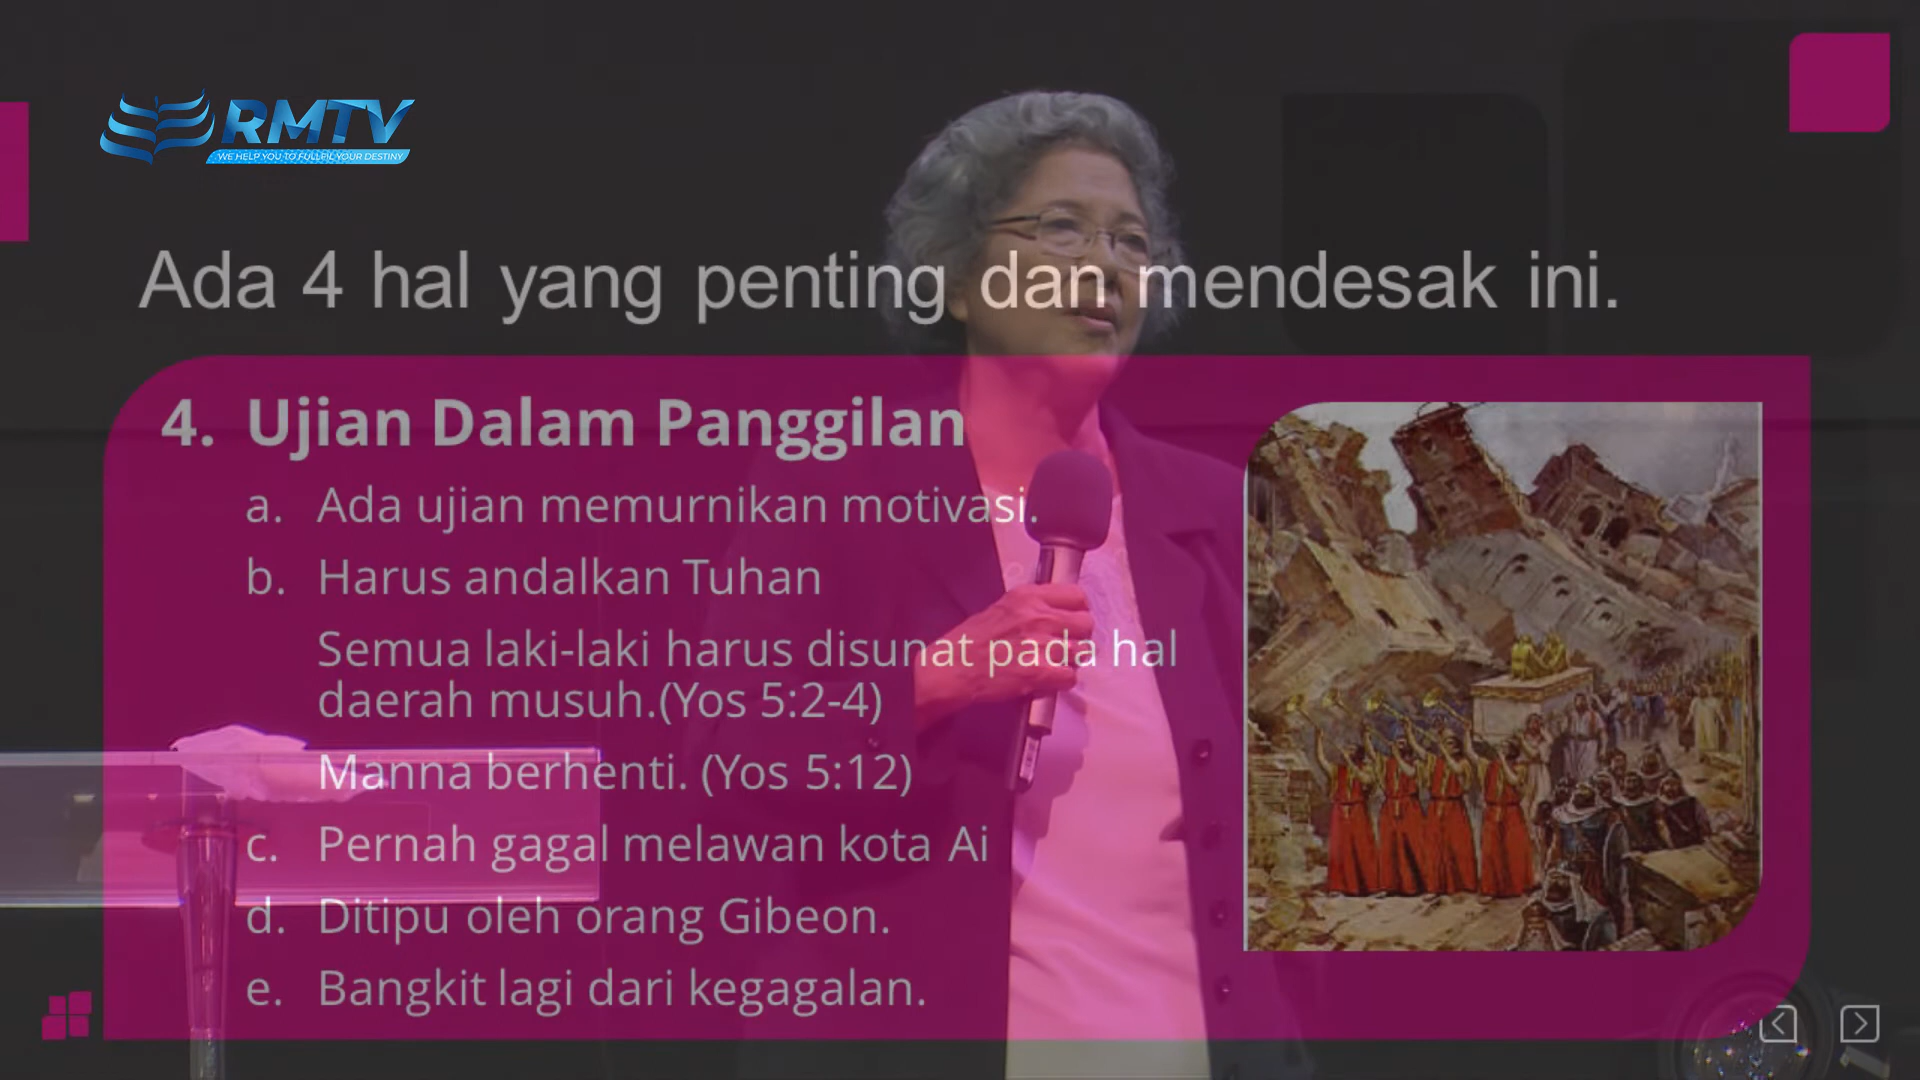 RMTV
WE HELP YOU TO FULLFIL YOUR DESTINY
Ada 4 hal yang penting dan mendesak ini.
4. Ujian Dalam Panggilan
a. Ada ujian memurnikan motivasi.
b. Harus andalkan Tuhan
Semua laki-laki harus disunat pada hal
daerah musuh.(Yos 5:2-4)
Manna berhenti. (Yos 5:12)
c. Pernah gagal melawan kota Ai
d. Ditipu oleh orang Gibeon.
e. Bangkit lagi dari kegagalan.